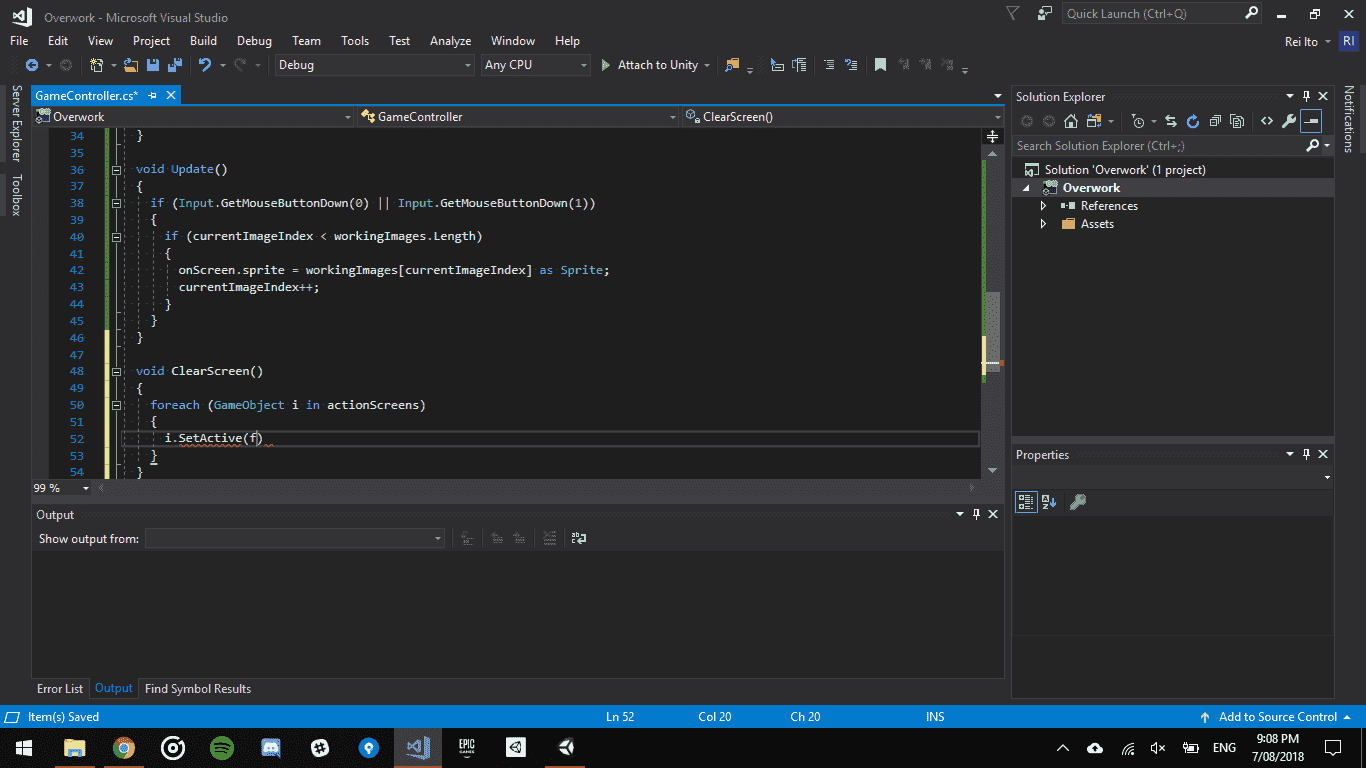 Overwork - Microsoft Visual Studio
Quick Launch (Ctrl+Q)
File Edit View Project Build Debug Team Tools Test Analyze Window Help
Rei Ito RI
Debug Any CPU Attach to Unity
Server Explorer
Toolbox
Notifications
GameController.cs*
Overwork GameController ClearScreen()
34 }
35
36 void Update()
37 {
38 if (Input.GetMouseButtonDown(0) || Input.GetMouseButtonDown(1))
39 {
40 if (currentImageIndex < workingImages.Length)
41 {
42 onScreen.sprite = workingImages[currentImageIndex] as Sprite;
43 currentImageIndex++;
44 }
45 }
46 }
47
48 void ClearScreen()
49 {
50 foreach (GameObject i in actionScreens)
51 {
52 i.SetActive(f)
53 }
54 }
99 %
Output
Show output from:
Error List Output Find Symbol Results
Solution Explorer
Search Solution Explorer (Ctrl+;)
Solution 'Overwork' (1 project)
Overwork
References
Assets
Properties
Item(s) Saved Ln 52 Col 20 Ch 20 INS Add to Source Control
EPIC GAMES
ENG
9:08 PM
7/08/2018